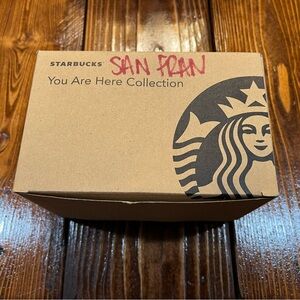 STARBUCKS SAN FRAN
You Are Here Collection